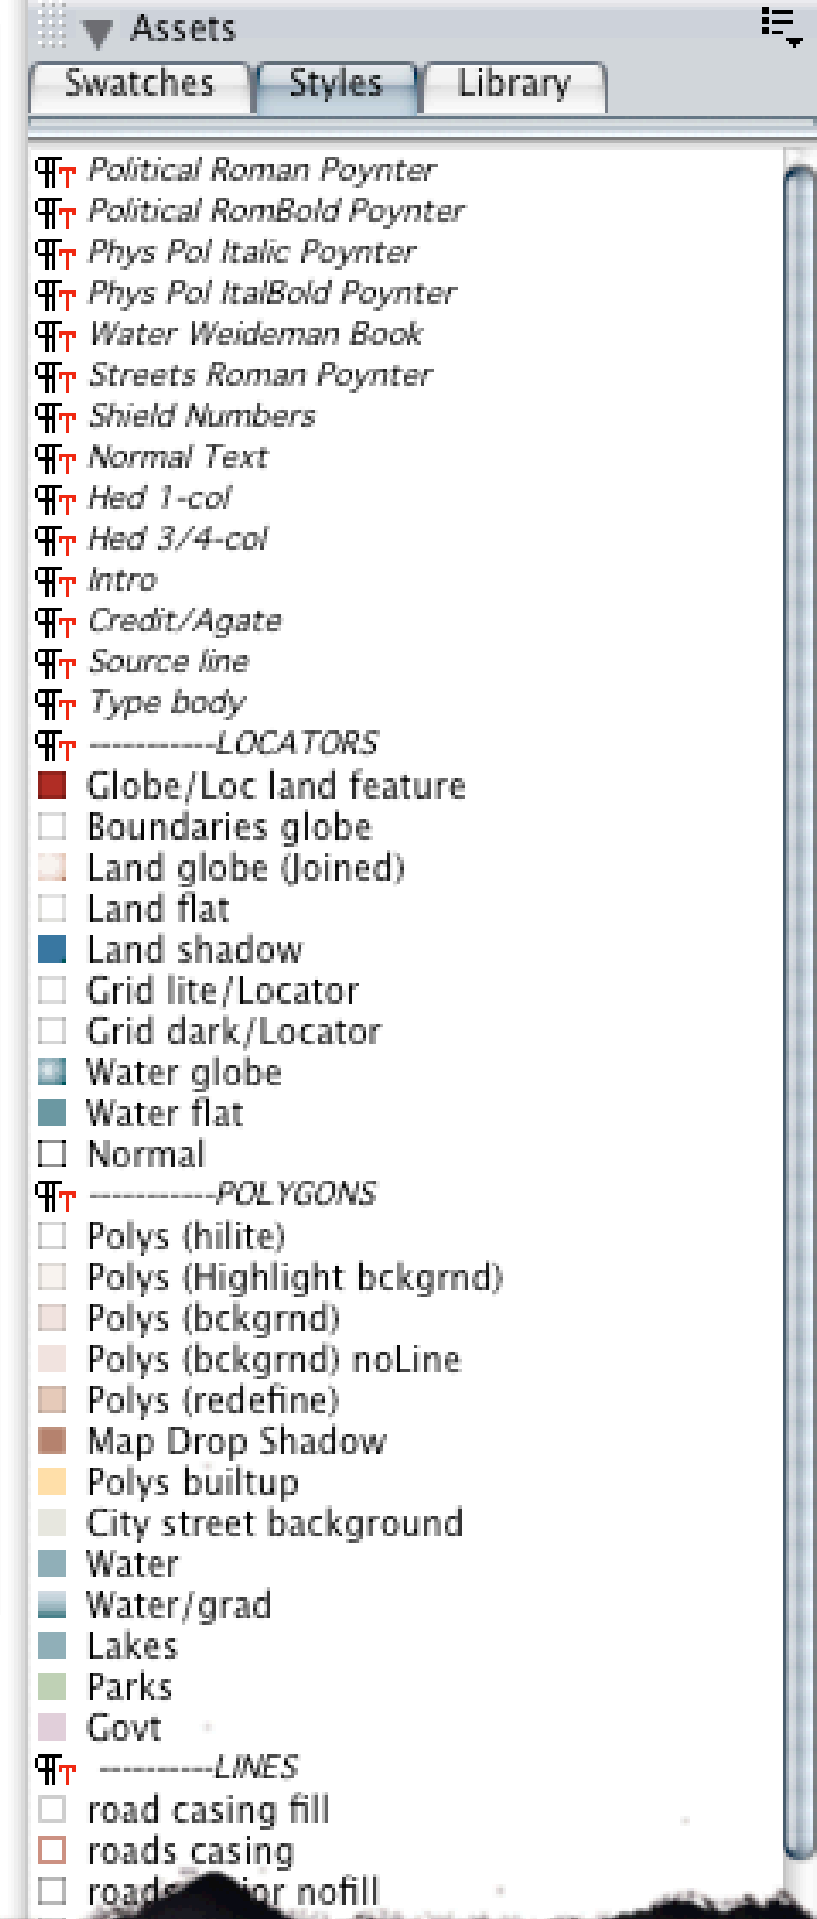 Assets
Swatches Styles Library
Political Roman Poynter
Political RomBold Poynter
Phys Pol Italic Poynter
Phys Pol ItalBold Poynter
Water Weideman Book
Streets Roman Poynter
Shield Numbers
Normal Text
Hed 1-col
Hed 3/4-col
Intro
Credit/Agate
Source line
Type body
-----------LOCATORS
Globe/Loc land feature
Boundaries globe
Land globe (Joined)
Land flat
Land shadow
Grid lite/Locator
Grid dark/Locator
Water globe
Water flat
Normal
-----------POLYGONS
Polys (hilite)
Polys (Highlight bckgrnd)
Polys (bckgrnd)
Polys (bckgrnd) noLine
Polys (redefine)
Map Drop Shadow
Polys builtup
City street background
Water
Water/grad
Lakes
Parks
Govt
----------LINES
road casing fill
roads casing
nofill